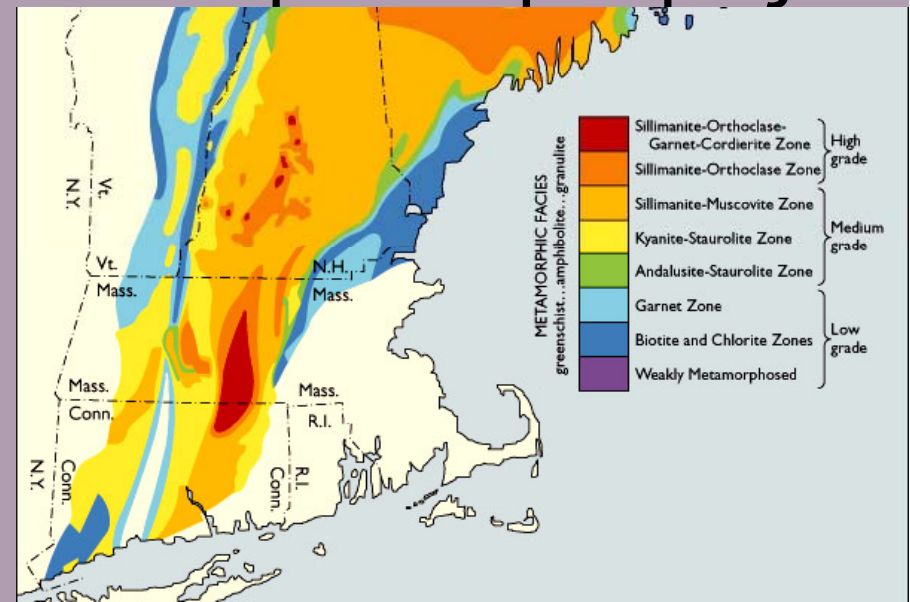 Vt.
N.Y.
Vt.
Mass.
N.H.
Mass.
Mass.
Conn.
Mass.
R.I.
N.Y.
Conn.
R.I.
Conn.
METAMORPHIC FACIES
greenschist...amphibolite...granulite
Sillimanite-Orthoclase-
Garnet-Cordierite Zone
Sillimanite-Orthoclase Zone
High
grade
Sillimanite-Muscovite Zone
Kyanite-Staurolite Zone
Andalusite-Staurolite Zone
Medium
grade
Garnet Zone
Biotite and Chlorite Zones
Weakly Metamorphosed
Low
grade